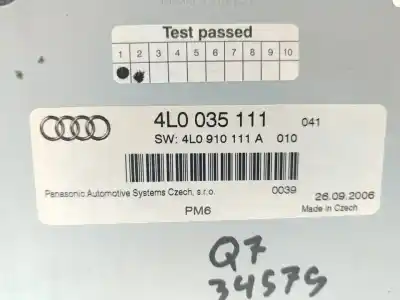 Test passed
1 2 3 4 5 6 7 8 9 10
4L0 035 111 041
SW: 4L0 910 111 A 010
Panasonic Automotive Systems Czech, s.r.o. 0039 26.09.2006
PM6 Made in Czech
Q7
34575